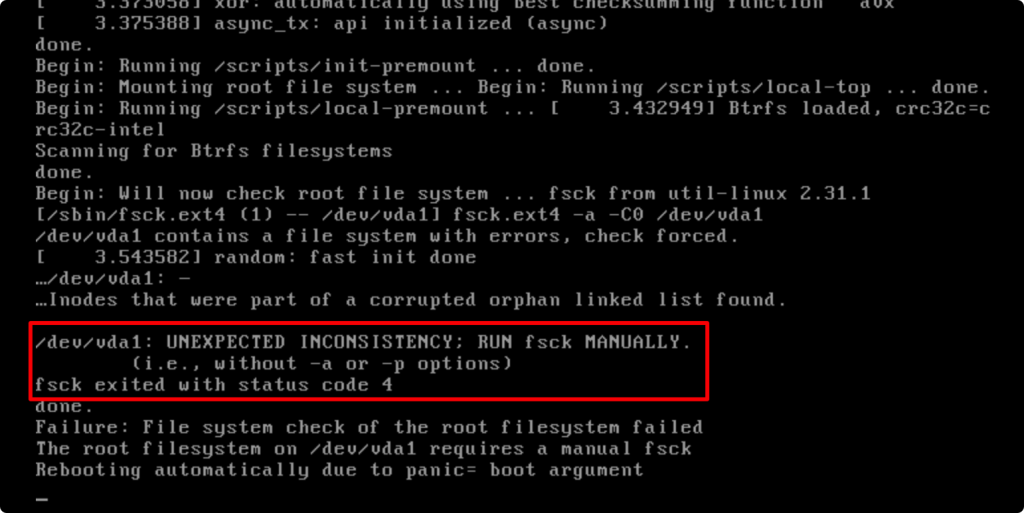 [    3.373058] xor: automatically using best checksumming function   avx
[    3.375388] async_tx: api initialized (async)
done.
Begin: Running /scripts/init-premount ... done.
Begin: Mounting root file system ... Begin: Running /scripts/local-top ... done.
Begin: Running /scripts/local-premount ... [    3.432949] Btrfs loaded, crc32c=c
rc32c-intel
Scanning for Btrfs filesystems
done.
Begin: Will now check root file system ... fsck from util-linux 2.31.1
[/sbin/fsck.ext4 (1) -- /dev/vda1] fsck.ext4 -a -C0 /dev/vda1
/dev/vda1 contains a file system with errors, check forced.
[    3.543582] random: fast init done
…/dev/vda1: -
…Inodes that were part of a corrupted orphan linked list found.
/dev/vda1: UNEXPECTED INCONSISTENCY; RUN fsck MANUALLY.
(i.e., without -a or -p options)
fsck exited with status code 4
done.
Failure: File system check of the root filesystem failed
The root filesystem on /dev/vda1 requires a manual fsck
Rebooting automatically due to panic= boot argument
_